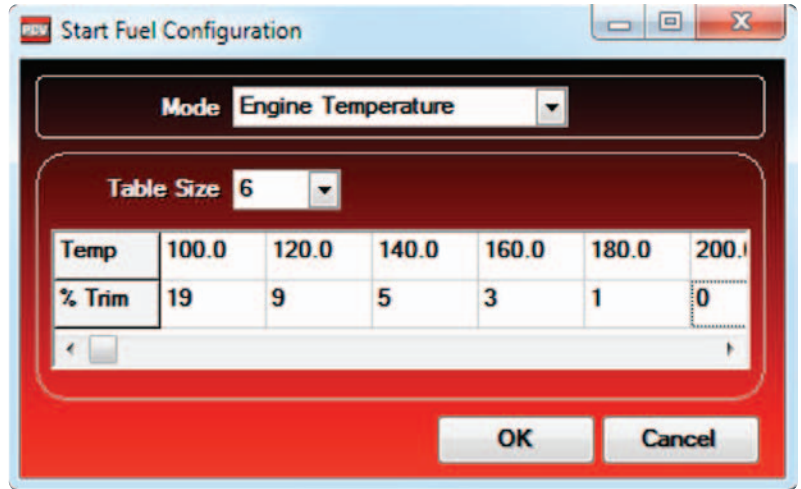 Start Fuel Configuration
Mode Engine Temperature
Table Size 6
Temp 100.0 120.0 140.0 160.0 180.0 200.
% Trim 19 9 5 3 1 0
OK Cancel